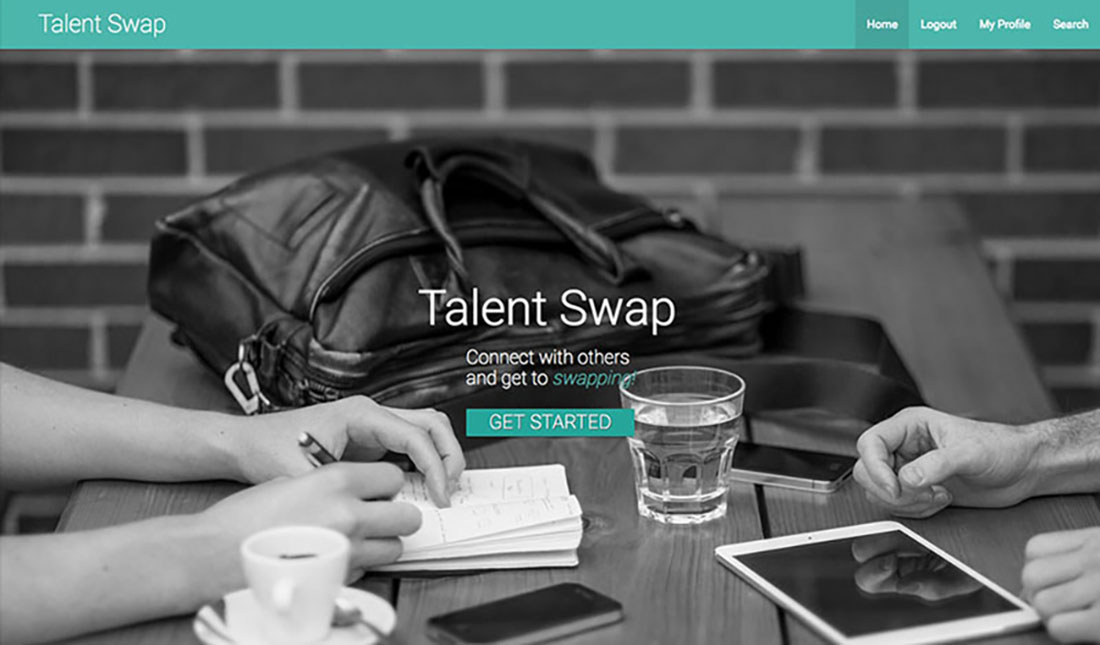 Talent Swap
Home Logout My Profile Search
Talent Swap
Connect with others
and get to swapping!
GET STARTED